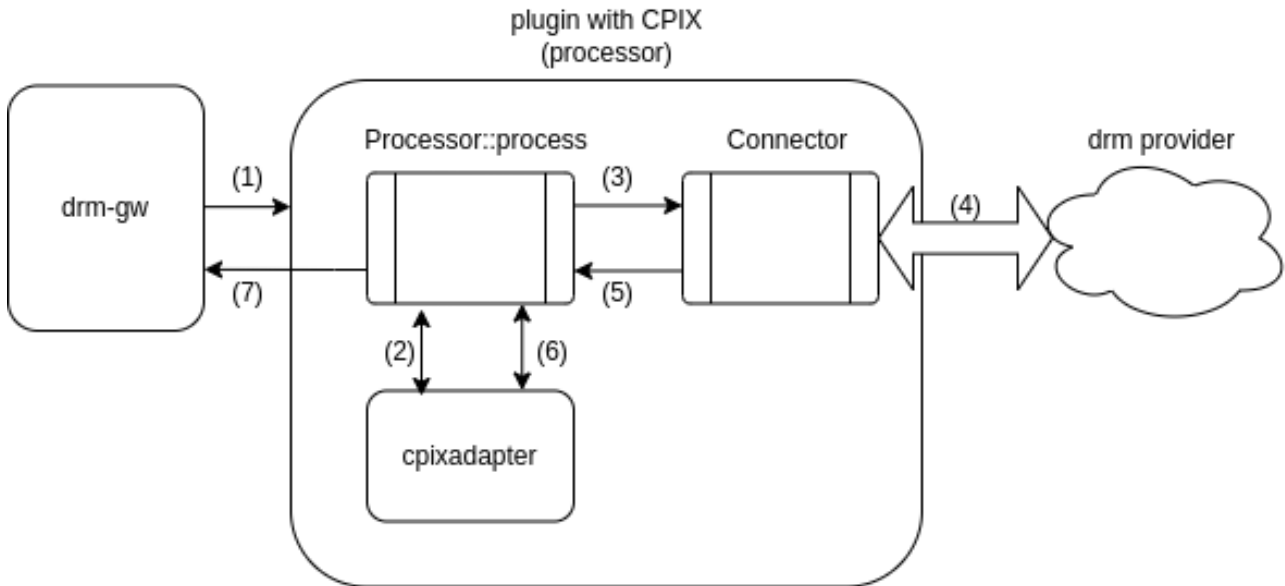 plugin with CPIX
(processor)
Processor::process
Connector
drm provider
drm-gw
(1)
(3)
(4)
(7)
(5)
(2)
(6)
cpixadapter